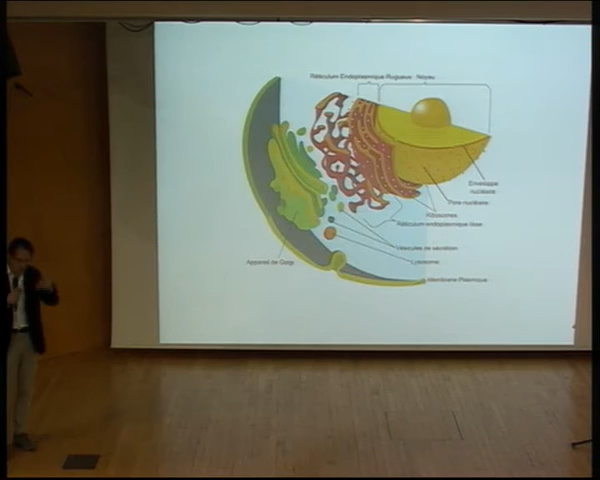 Réticulum Endoplasmique Rugueux Noyau
Enveloppe
nucléaire
Pore nucléaire
Ribosomes
Réticulum endoplasmique lisse
Vésicules de sécrétion
Lysosome
Appareil de Golgi
Membrane Plasmique